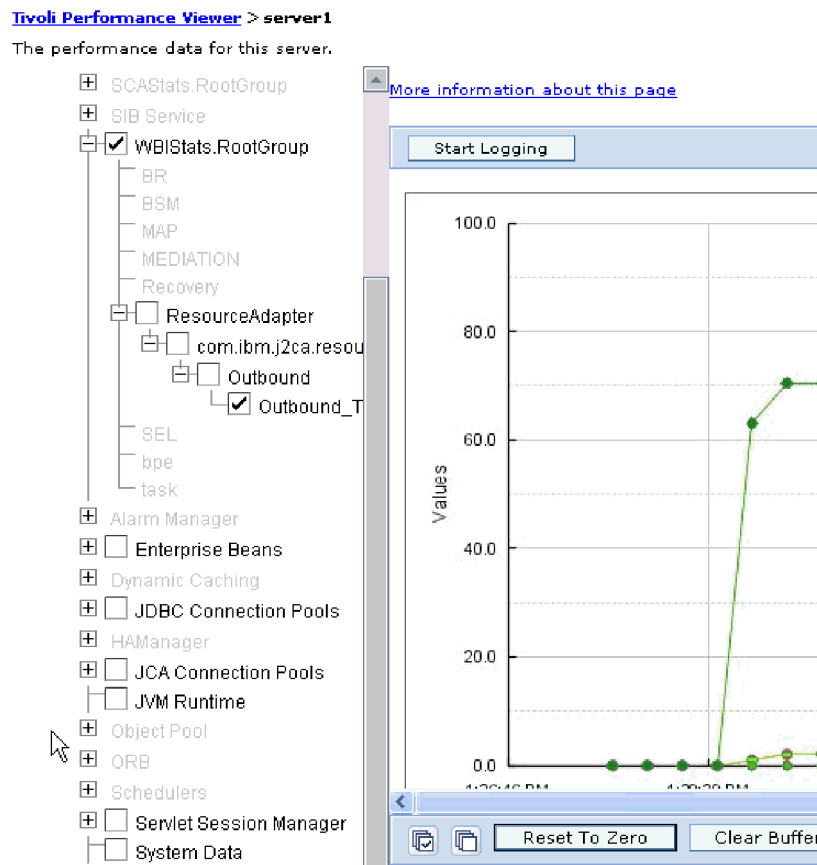 Tivoli Performance Viewer > server1
The performance data for this server.
SCAStats.RootGroup
SIB Service
WBIStats.RootGroup
BR
BSM
MAP
MEDIATION
Recovery
ResourceAdapter
com.ibm.j2ca.resou
Outbound
Outbound_T
SEL
bpe
task
Alarm Manager
Enterprise Beans
Dynamic Caching
JDBC Connection Pools
HAManager
JCA Connection Pools
JVM Runtime
Object Pool
ORB
Schedulers
Servlet Session Manager
System Data
More information about this page
Start Logging
100.0
80.0
60.0
40.0
20.0
0.0
Values
Reset To Zero
Clear Buffer